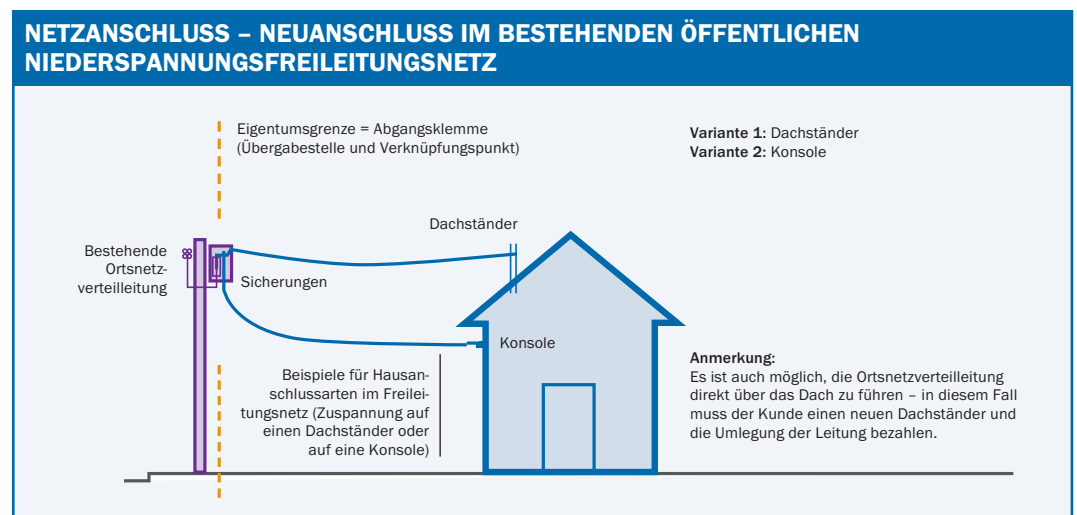 NETZANSCHLUSS – NEUANSCHLUSS IM BESTEHENDEN ÖFFENTLICHEN
NIEDERSPANNUNGSFREILEITUNGSNETZ
Eigentumsgrenze = Abgangsklemme
(Übergabestelle und Verknüpfungspunkt)
Variante 1: Dachständer
Variante 2: Konsole
Dachständer
Bestehende
Ortsnetz-
verteilleitung
Sicherungen
Konsole
Beispiele für Hausan-
schlussarten im Freilei-
tungsnetz (Zuspannung auf
einen Dachständer oder
auf eine Konsole)
Anmerkung:
Es ist auch möglich, die Ortsnetzverteilleitung
direkt über das Dach zu führen – in diesem Fall
muss der Kunde einen neuen Dachständer und
die Umlegung der Leitung bezahlen.